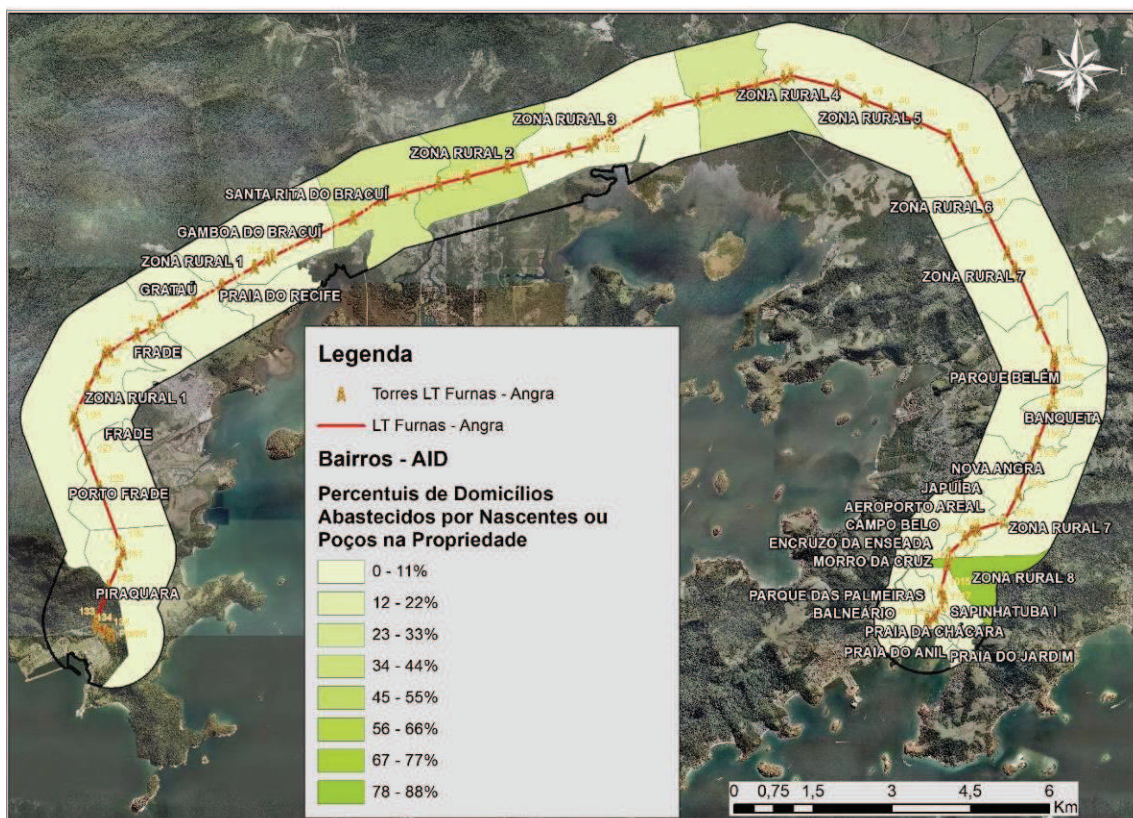 N
L
S
ZONA RURAL 4
ZONA RURAL 3
ZONA RURAL 5
ZONA RURAL 2
SANTA RITA DO BRACUÍ
ZONA RURAL 6
GAMBOA DO BRACUÍ
ZONA RURAL 1
ZONA RURAL 7
GRATAÚ
PRAIA DO RECIFE
FRADE
PARQUE BELÉM
ZONA RURAL 1
BANQUETA
FRADE
NOVA ANGRA
PORTO FRADE
JAPUÍBA
AEROPORTO AREAL
CAMPO BELO
ZONA RURAL 7
ENCRUZO DA ENSEADA
MORRO DA CRUZ
ZONA RURAL 8
PIRAQUARA
PARQUE DAS PALMEIRAS
BALNEÁRIO
SAPINHATUBA I
133
PRAIA DA CHÁCARA
PRAIA DO ANIL
PRAIA DO JARDIM
Legenda
Torres LT Furnas - Angra
LT Furnas - Angra
Bairros - AID
Percentuis de Domicílios
Abastecidos por Nascentes ou
Poços na Propriedade
0 - 11%
12 - 22%
23 - 33%
34 - 44%
45 - 55%
56 - 66%
67 - 77%
78 - 88%
0 0,75 1,5 3 4,5 6
Km